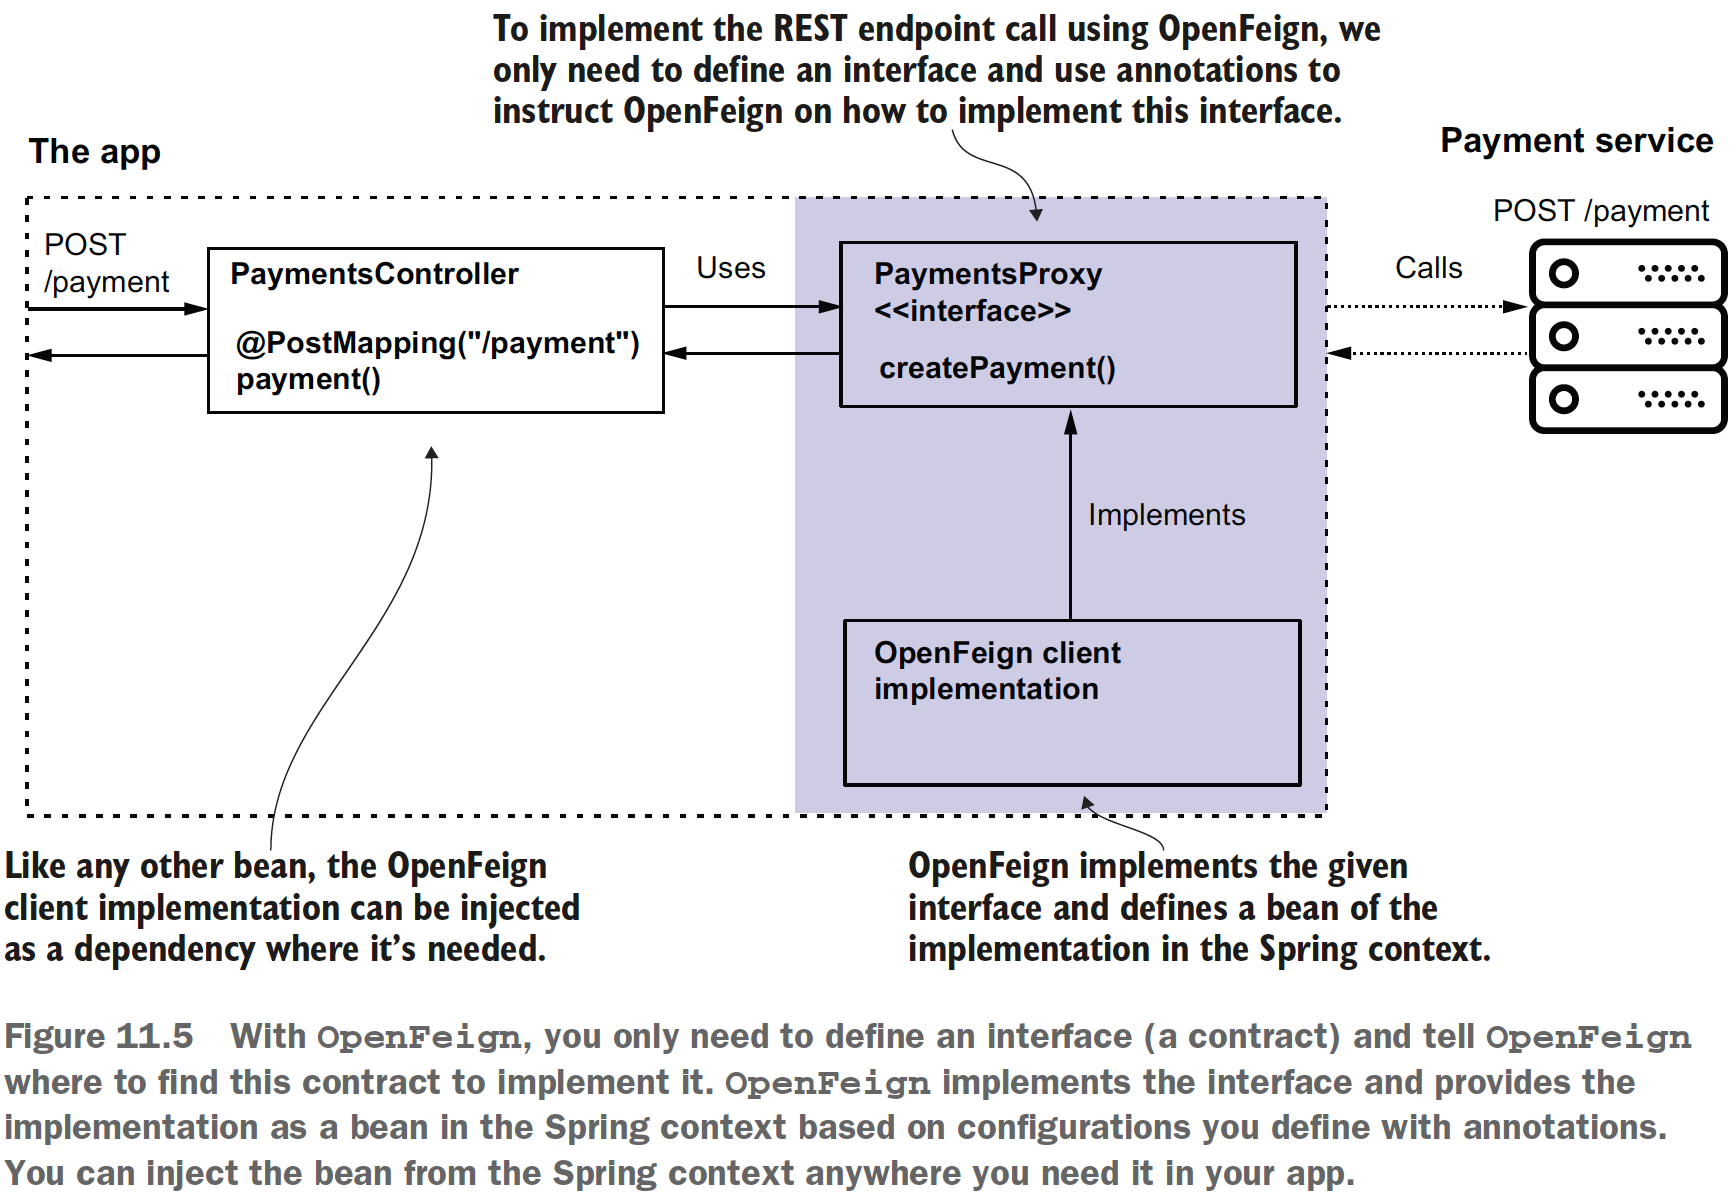 To implement the REST endpoint call using OpenFeign, we
only need to define an interface and use annotations to
instruct OpenFeign on how to implement this interface.
The app
Payment service
POST /payment
POST
/payment
PaymentsController
@PostMapping("/payment")
payment()
Uses
PaymentsProxy
<<interface>>
createPayment()
Calls
Implements
OpenFeign client
implementation
Like any other bean, the OpenFeign
client implementation can be injected
as a dependency where it's needed.
OpenFeign implements the given
interface and defines a bean of the
implementation in the Spring context.
Figure 11.5 With OpenFeign, you only need to define an interface (a contract) and tell OpenFeign
where to find this contract to implement it. OpenFeign implements the interface and provides the
implementation as a bean in the Spring context based on configurations you define with annotations.
You can inject the bean from the Spring context anywhere you need it in your app.